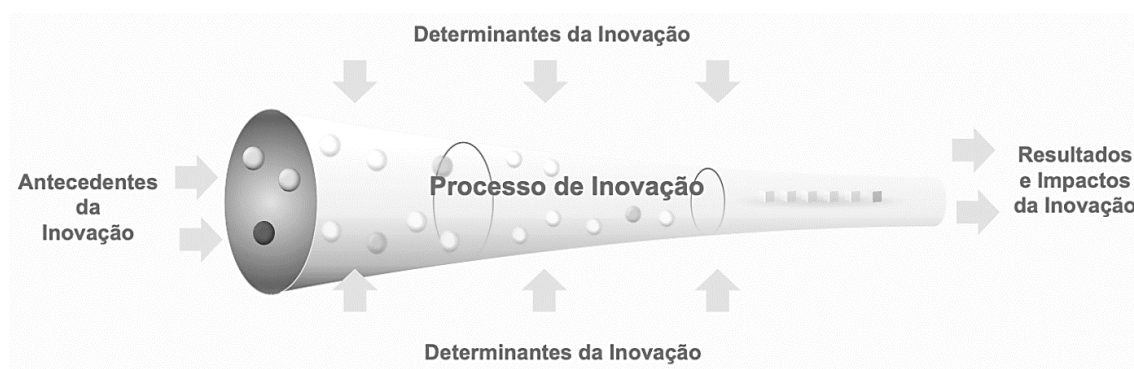 Determinantes da Inovação
Antecedentes
da
Inovação
Processo de Inovação
Resultados
e Impactos
da Inovação
Determinantes da Inovação